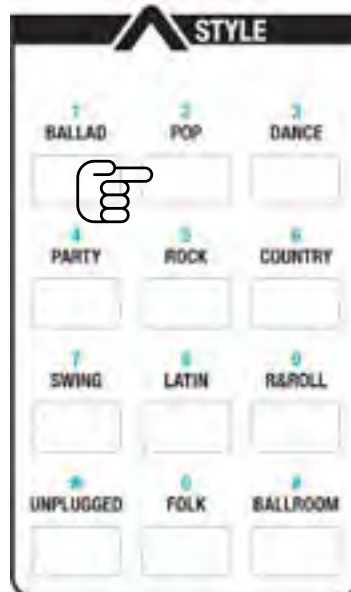 STYLE
1 2 3
BALLAD POP DANCE
4 5 6
PARTY ROCK COUNTRY
7 8 9
SWING LATIN R&ROLL
* 0 #
UNPLUGGED FOLK BALLROOM